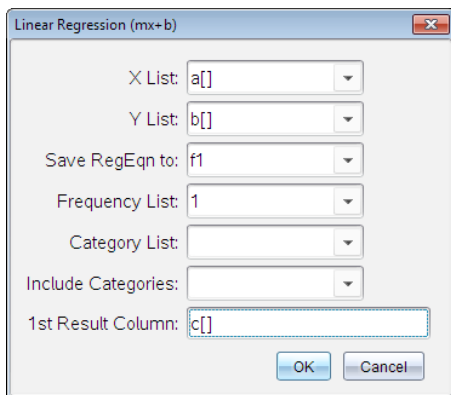 Linear Regression (mx+b)
X List: a[]
Y List: b[]
Save RegEqn to: f1
Frequency List: 1
Category List:
Include Categories:
1st Result Column: c[]
OK Cancel